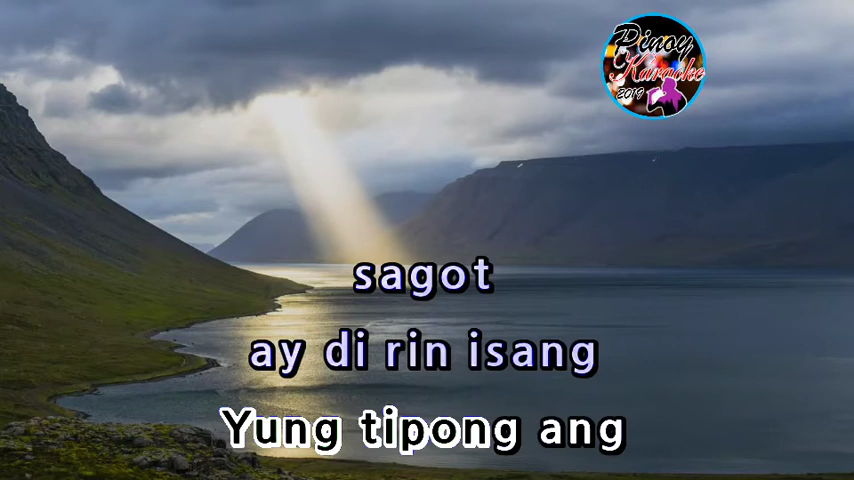 Pinoy
Karaoke
2019
sagot
ay di rin isang
Yung tipong ang